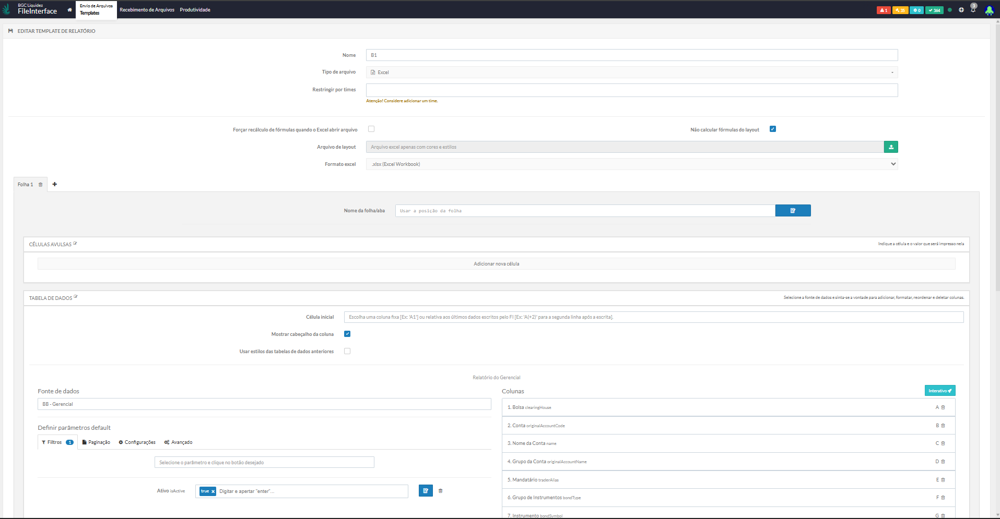 BGC Liquidez
FileInterface
Envio de Arquivos
Templates
Recebimento de Arquivos
Produtividade
1
35
0
364
3
EDITAR TEMPLATE DE RELATÓRIO
Nome
B1
Tipo de arquivo
Excel
Restringir por times
Atenção! Considere adicionar um time.
Forçar recálculo de fórmulas quando o Excel abrir arquivo
Não calcular fórmulas do layout
Arquivo de layout
Arquivo excel apenas com cores e estilos
Formato excel
.xlsx (Excel Workbook)
Folha 1
Nome da folha/aba
Usar a posição da folha
CÉLULAS AVULSAS
Indique a célula e o valor que será impresso nela
Adicionar nova célula
TABELA DE DADOS
Selecione a fonte de dados e sinta-se a vontade para adicionar, formatar, reordenar e deletar colunas.
Célula inicial
Escolha uma coluna fixa [Ex: 'A1'] ou relativa aos últimos dados escritos pelo FI [Ex: 'A(+2)' para a segunda linha após a escrita].
Mostrar cabeçalho da coluna
Usar estilos das tabelas de dados anteriores
Relatório do Gerencial
Fonte de dados
BB - Gerencial
Definir parâmetros default
Filtros 1
Paginação
Configurações
Avançado
Selecione o parâmetro e clique no botão desejado
Ativo isActive
true
Digitar e apertar "enter"...
Colunas
Interativo
1. Bolsa clearingHouse A
2. Conta originalAccountCode B
3. Nome da Conta name C
4. Grupo da Conta originalAccountName D
5. Mandatário traderAlias E
6. Grupo de Instrumentos bondType F
7. Instrumento bondSymbol G